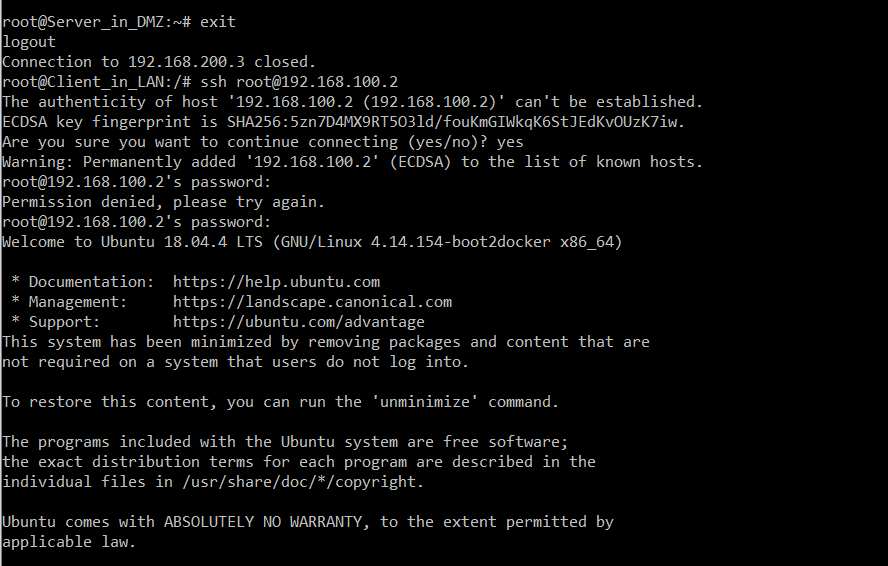 root@Server_in_DMZ:~# exit
logout
Connection to 192.168.200.3 closed.
root@Client_in_LAN:/# ssh root@192.168.100.2
The authenticity of host '192.168.100.2 (192.168.100.2)' can't be established.
ECDSA key fingerprint is SHA256:5zn7D4MX9RT5O3ld/fouKmGIWkqK6StJEdKvOUzK7iw.
Are you sure you want to continue connecting (yes/no)? yes
Warning: Permanently added '192.168.100.2' (ECDSA) to the list of known hosts.
root@192.168.100.2's password:
Permission denied, please try again.
root@192.168.100.2's password:
Welcome to Ubuntu 18.04.4 LTS (GNU/Linux 4.14.154-boot2docker x86_64)

 * Documentation:  https://help.ubuntu.com
 * Management:     https://landscape.canonical.com
 * Support:        https://ubuntu.com/advantage
This system has been minimized by removing packages and content that are
not required on a system that users do not log into.

To restore this content, you can run the 'unminimize' command.

The programs included with the Ubuntu system are free software;
the exact distribution terms for each program are described in the
individual files in /usr/share/doc/*/copyright.

Ubuntu comes with ABSOLUTELY NO WARRANTY, to the extent permitted by
applicable law.